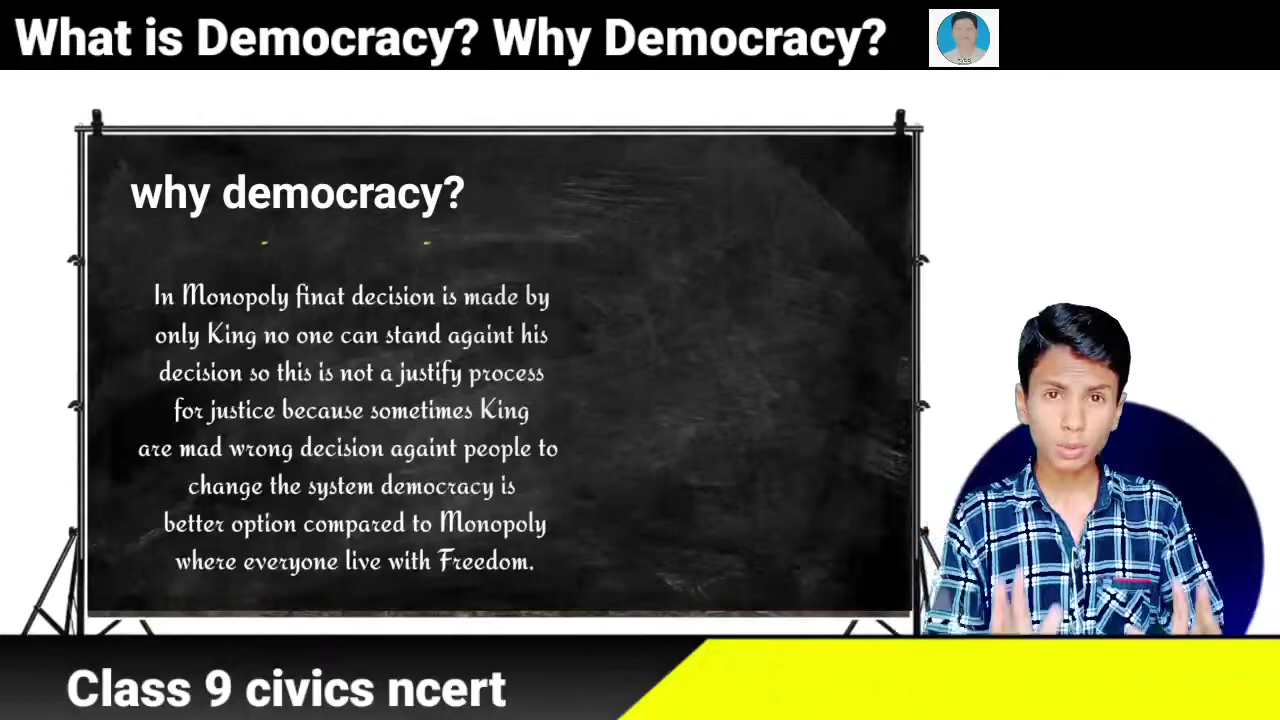 What is Democracy? Why Democracy?
why democracy?
In Monopoly finat decision is made by
only King no one can stand againt his
decision so this is not a justify process
for justice because sometimes King
are mad wrong decision againt people to
change the system democracy is
better option compared to Monopoly
where everyone live with Freedom.
Class 9 civics ncert